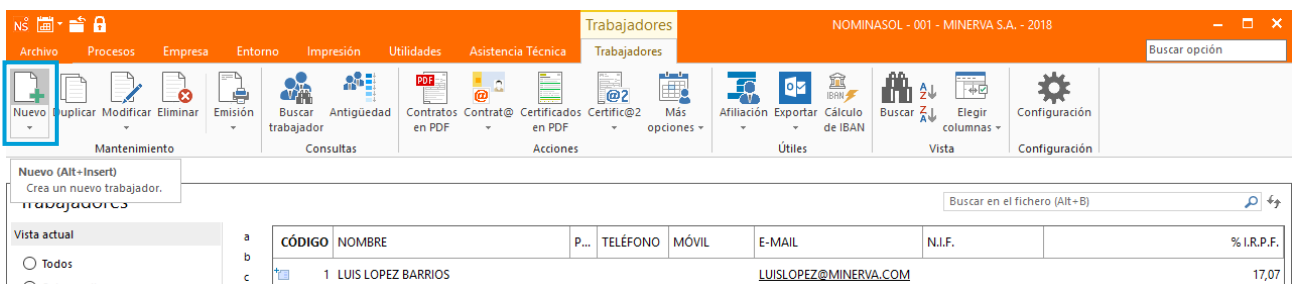 NS Trabajadores NOMINASOL - 001 - MINERVA S.A. - 2018
Archivo Procesos Empresa Entorno Impresión Utilidades Asistencia Técnica Trabajadores Buscar opción
Nuevo Duplicar Modificar Eliminar Emisión Buscar trabajador Antigüedad Contratos en PDF Contrat@ Certificados en PDF Certific@2 Más opciones Afiliación Exportar Cálculo de IBAN Buscar Elegir columnas Configuración
Mantenimiento Consultas Acciones Útiles Vista Configuración
Nuevo (Alt+Insert)
Crea un nuevo trabajador.
Trabajadores Buscar en el fichero (Alt+B)
Vista actual a CÓDIGO NOMBRE P... TELÉFONO MÓVIL E-MAIL N.I.F. % I.R.P.F.
b
Todos c 1 LUIS LOPEZ BARRIOS LUISLOPEZ@MINERVA.COM 17,07